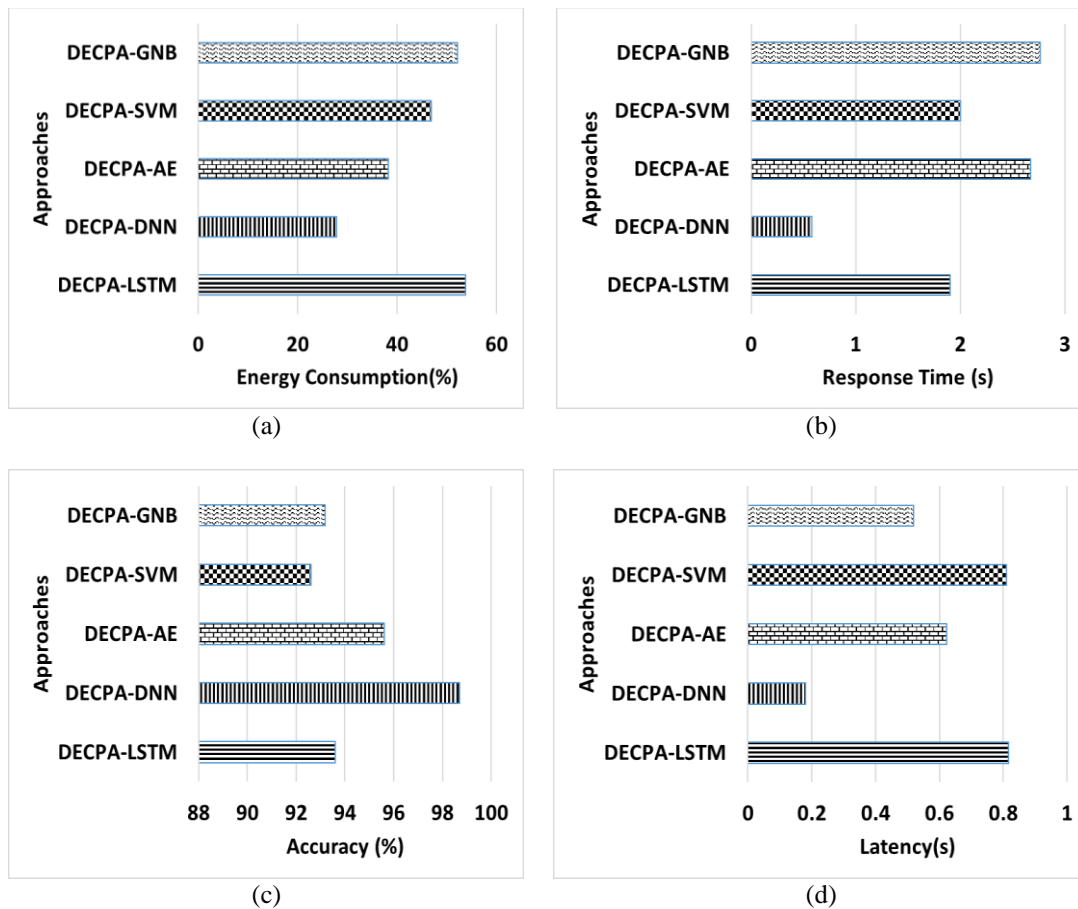 Approaches
DECPA-GNB
DECPA-SVM
DECPA-AE
DECPA-DNN
DECPA-LSTM
0 20 40 60
Energy Consumption(%)
(a)
Approaches
DECPA-GNB
DECPA-SVM
DECPA-AE
DECPA-DNN
DECPA-LSTM
0 1 2 3
Response Time (s)
(b)
Approaches
DECPA-GNB
DECPA-SVM
DECPA-AE
DECPA-DNN
DECPA-LSTM
88 90 92 94 96 98 100
Accuracy (%)
(c)
Approaches
DECPA-GNB
DECPA-SVM
DECPA-AE
DECPA-DNN
DECPA-LSTM
0 0.2 0.4 0.6 0.8 1
Latency(s)
(d)